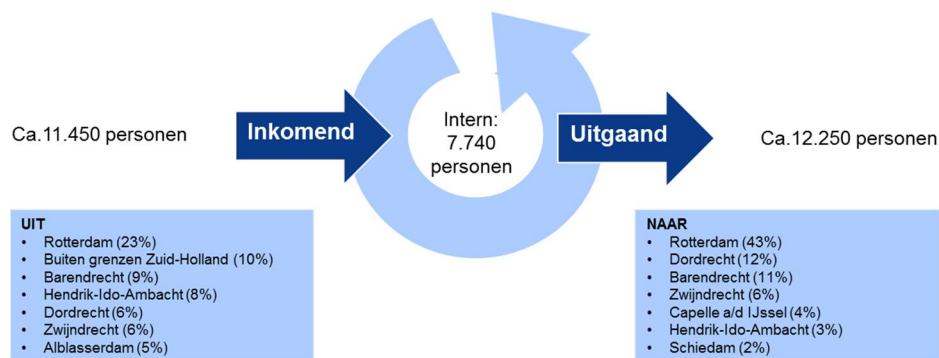 Ca.11.450 personen
Inkomend
Intern:
7.740
personen
Uitgaand
Ca.12.250 personen
UIT
• Rotterdam (23%)
• Buiten grenzen Zuid-Holland (10%)
• Barendrecht (9%)
• Hendrik-Ido-Ambacht (8%)
• Dordrecht (6%)
• Zwijndrecht (6%)
• Alblasserdam (5%)
NAAR
• Rotterdam (43%)
• Dordrecht (12%)
• Barendrecht (11%)
• Zwijndrecht (6%)
• Capelle a/d IJssel (4%)
• Hendrik-Ido-Ambacht (3%)
• Schiedam (2%)